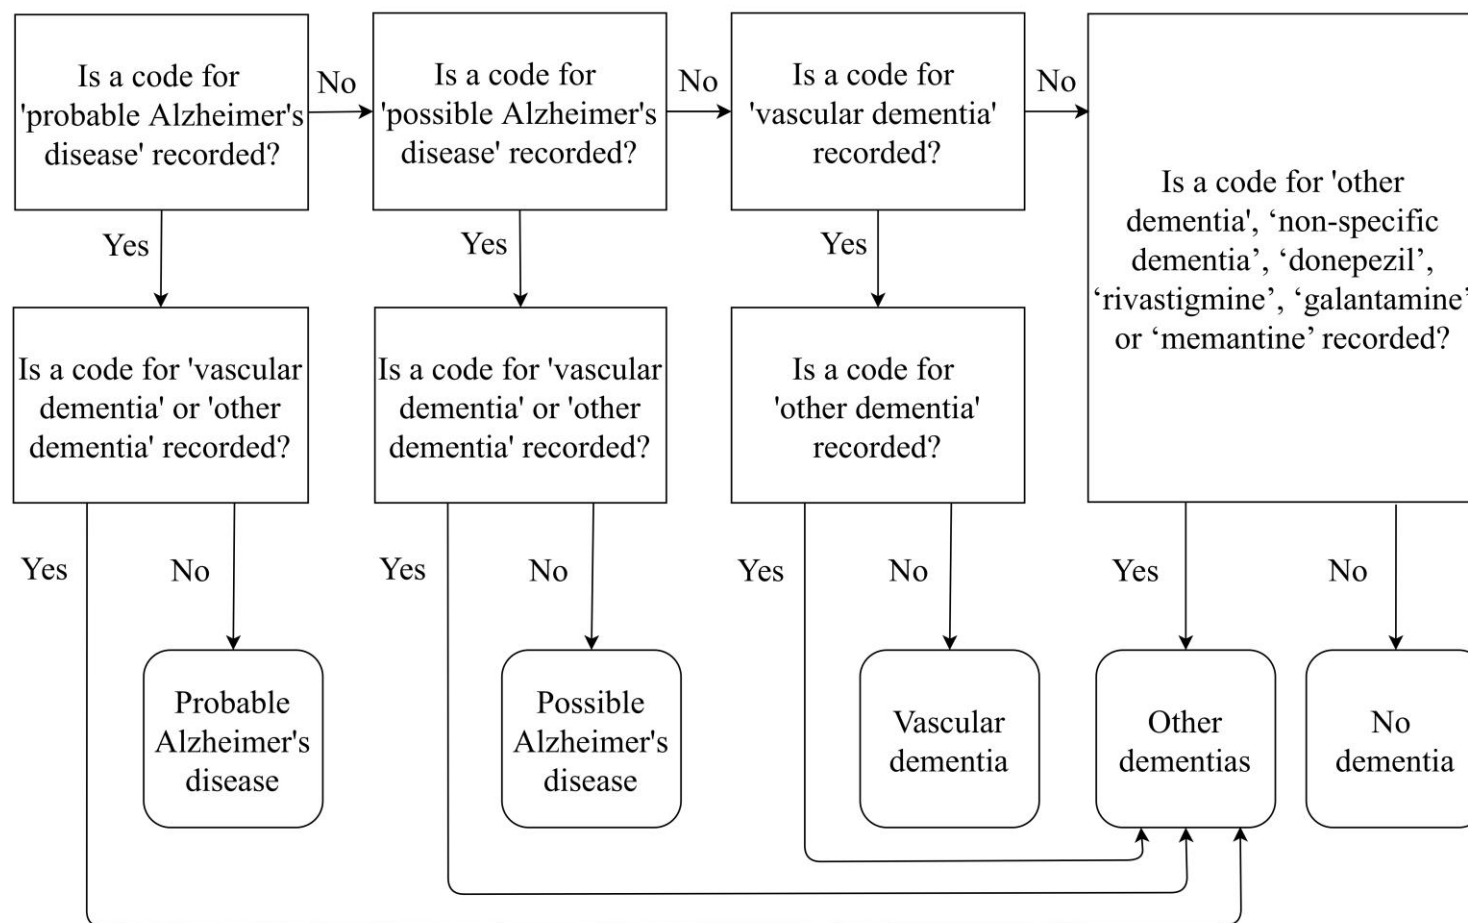 Is a code for
'probable Alzheimer's
disease' recorded?
No
Is a code for
'possible Alzheimer's
disease' recorded?
No
Is a code for
'vascular dementia'
recorded?
No
Is a code for 'other
dementia', ‘non-specific
dementia’, ‘donepezil’,
‘rivastigmine’, ‘galantamine’
or ‘memantine’ recorded?
Yes
Yes
Yes
Is a code for 'vascular
dementia' or 'other
dementia' recorded?
Is a code for 'vascular
dementia' or 'other
dementia' recorded?
Is a code for
'other dementia'
recorded?
Yes
No
Yes
No
Yes
No
Yes
No
Probable
Alzheimer's
disease
Possible
Alzheimer's
disease
Vascular
dementia
Other
dementias
No
dementia